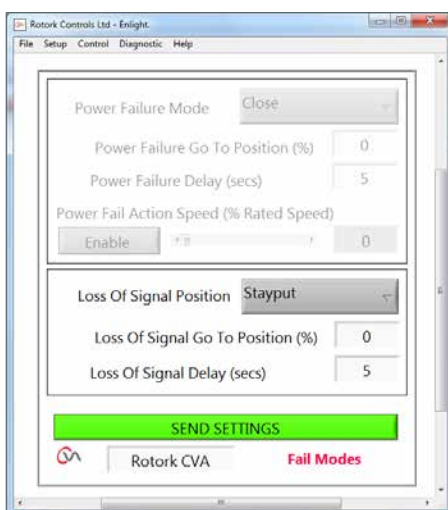 Rotork Controls Ltd - Enlight.
File Setup Control Diagnostic Help
Power Failure Mode Close
Power Failure Go To Position (%) 0
Power Failure Delay (secs) 5
Power Fail Action Speed (% Rated Speed)
Enable 0
Loss Of Signal Position Stayput
Loss Of Signal Go To Position (%) 0
Loss Of Signal Delay (secs) 5
SEND SETTINGS
Rotork CVA Fail Modes